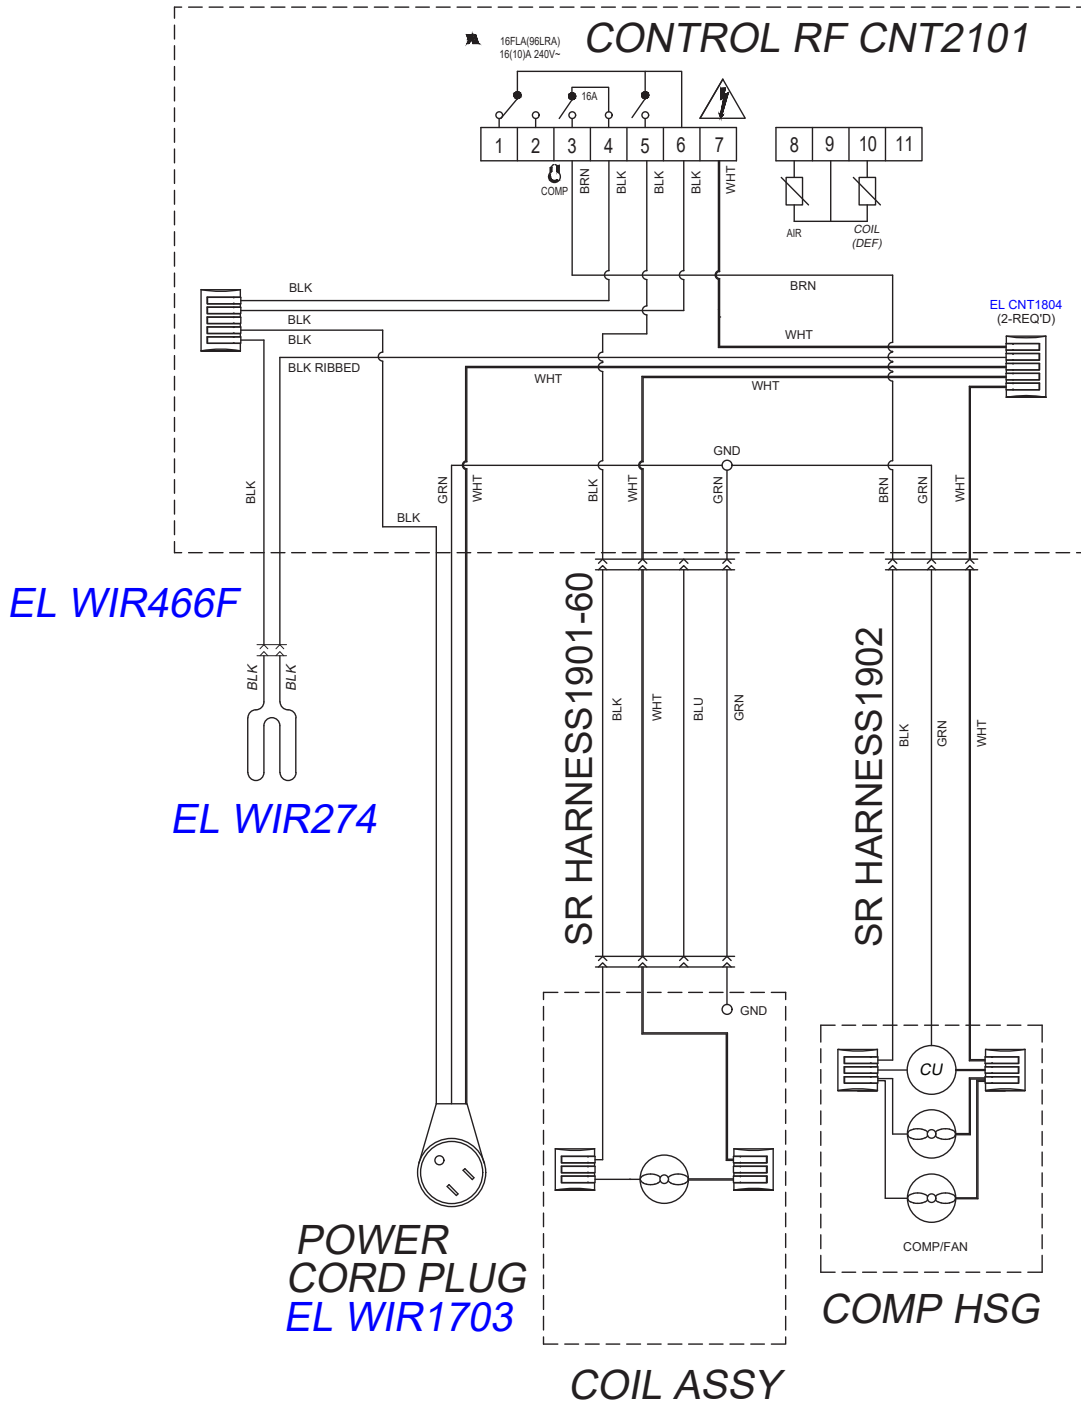 CONTROL RF CNT2101
16FLA(96LRA)
16(10)A 240V~
16A
1 2 3 4 5 6 7
8 9 10 11
COMP
BRN
BLK
BLK
BLK
WHT
AIR
COIL
(DEF)
BLK
BRN
EL CNT1804
(2-REQ'D)
BLK
WHT
BLK
BLK RIBBED
WHT
WHT
GND
BLK
GRN
WHT
BLK
WHT
GRN
BRN
GRN
WHT
BLK
EL WIR466F
BLK
BLK
SR HARNESS1901-60
BLK
WHT
BLU
GRN
SR HARNESS1902
BLK
GRN
WHT
EL WIR274
GND
CU
POWER
CORD PLUG
EL WIR1703
COMP/FAN
COMP HSG
COIL ASSY